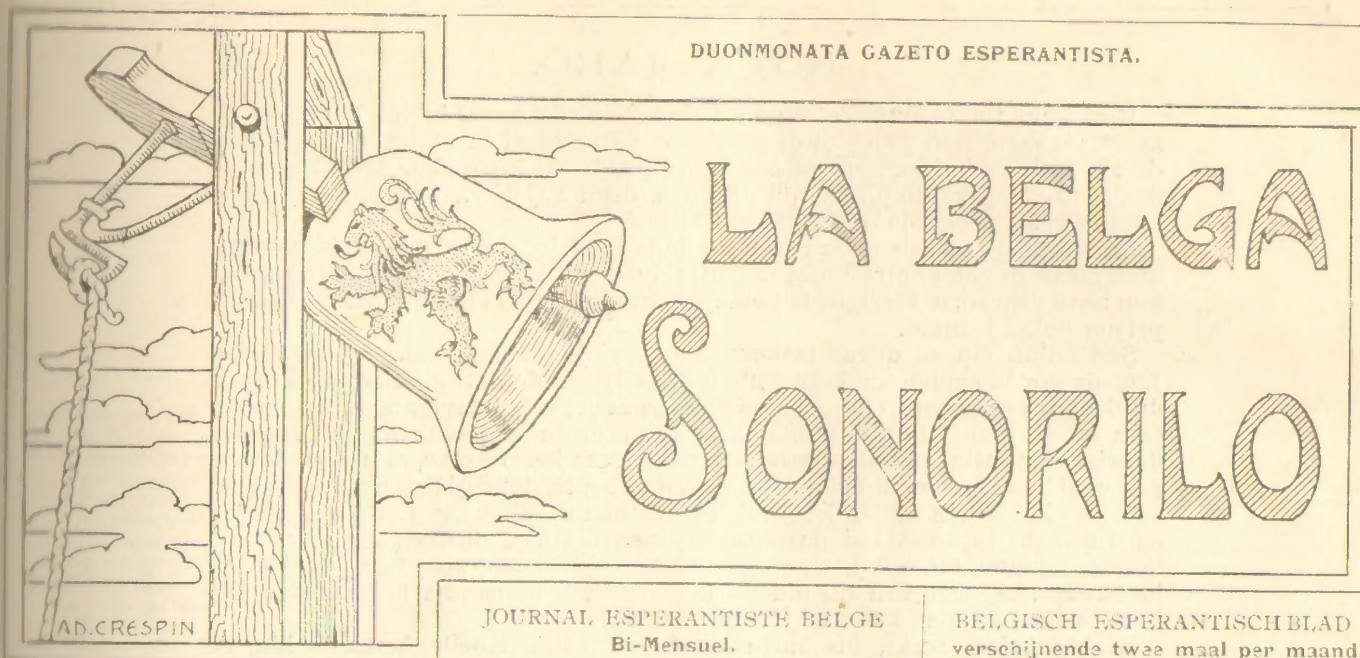 DUONMONATA GAZETO ESPERANTISTA.
LA BELGA
SONORILO
AD. CRESPIN
JOURNAL ESPERANTISTE BELGE
Bi-Mensuel.
BELGISCH ESPERANTISCH BLAD
verschijnende twee maal per maand